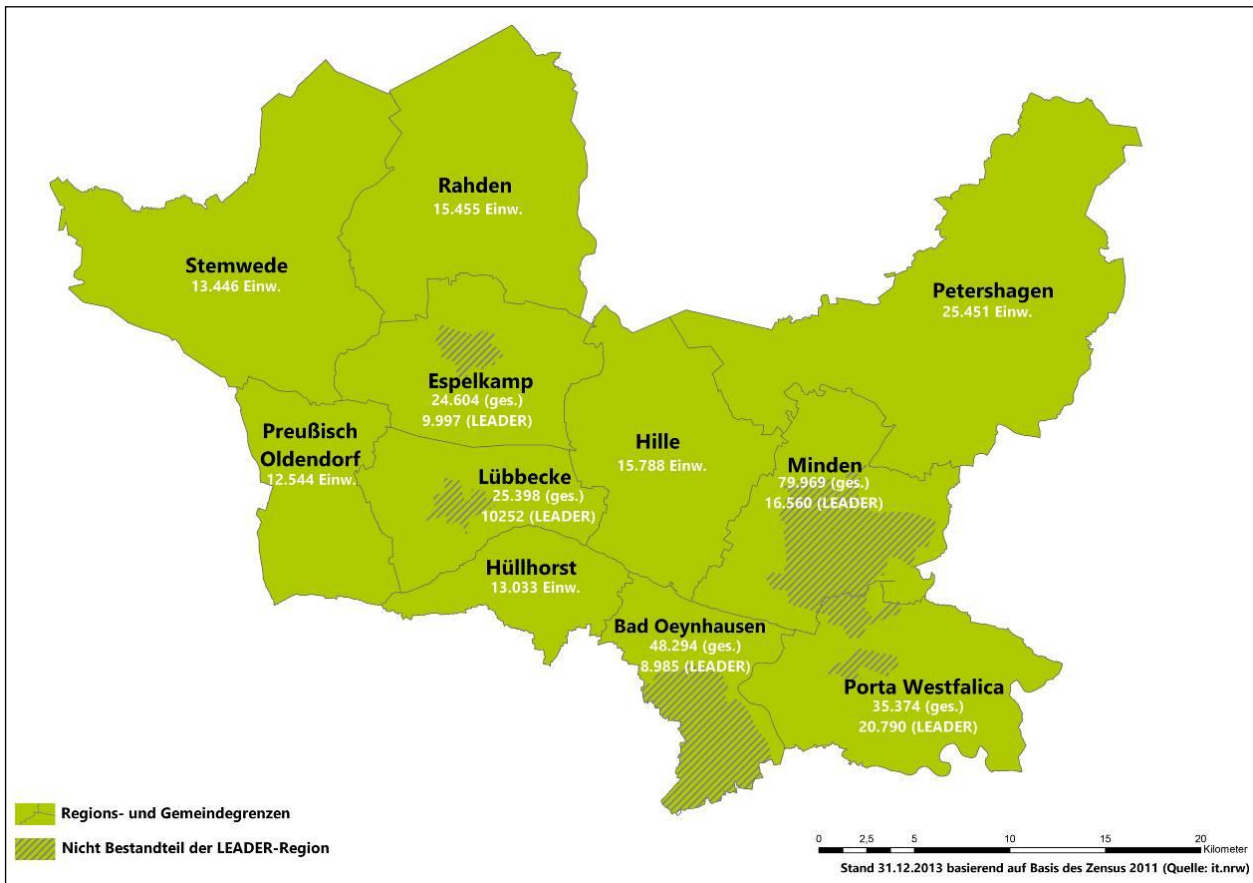 Rahden
15.455 Einw.
Stemwede
13.446 Einw.
Petershagen
25.451 Einw.
Espelkamp
24.604 (ges.)
9.997 (LEADER)
Preußisch
Oldendorf
12.544 Einw.
Hille
15.788 Einw.
Minden
79.969 (ges.)
16.560 (LEADER)
Lübbecke
25.398 (ges.)
10252 (LEADER)
Hüllhorst
13.033 Einw.
Bad Oeynhausen
48.294 (ges.)
8.985 (LEADER)
Porta Westfalica
35.374 (ges.)
20.790 (LEADER)
Regions- und Gemeindegrenzen
Nicht Bestandteil der LEADER-Region
0 2,5 5 10 15 20
Kilometer
Stand 31.12.2013 basierend auf Basis des Zensus 2011 (Quelle: it.nrw)